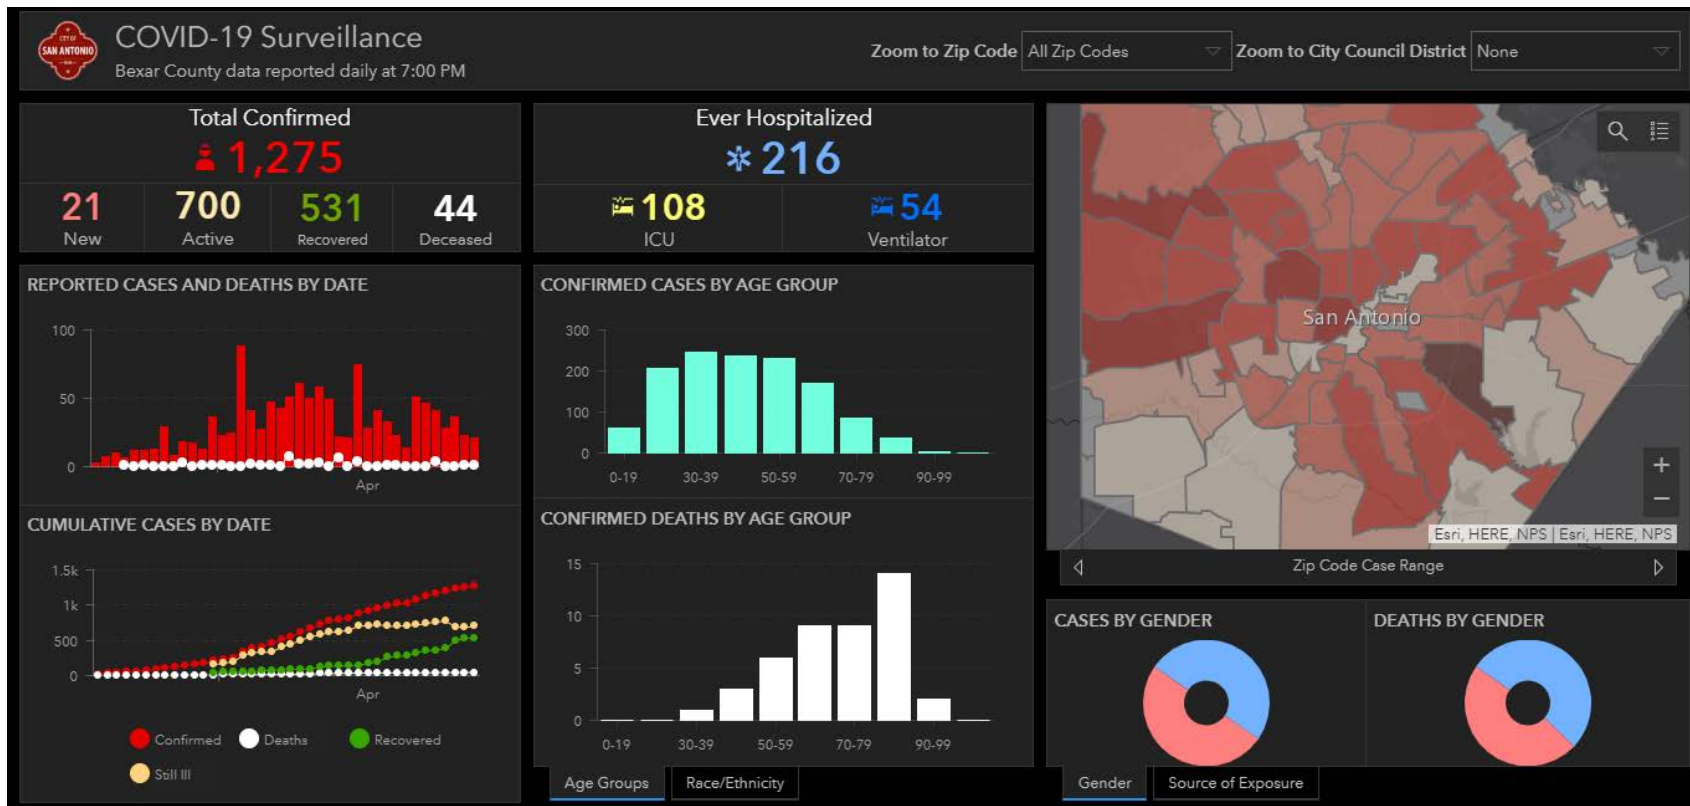 CITY OF
SAN ANTONIO
COVID-19 Surveillance
Bexar County data reported daily at 7:00 PM
Zoom to Zip Code All Zip Codes
Zoom to City Council District None
Total Confirmed
1,275
21
New
700
Active
531
Recovered
44
Deceased
Ever Hospitalized
216
108
ICU
54
Ventilator
San Antonio
Esri, HERE, NPS | Esri, HERE, NPS
Zip Code Case Range
REPORTED CASES AND DEATHS BY DATE
100
50
0
Apr
CUMULATIVE CASES BY DATE
1.5k
1k
500
0
Apr
Confirmed
Deaths
Recovered
Still Ill
CONFIRMED CASES BY AGE GROUP
300
200
100
0
0-19 30-39 50-59 70-79 90-99
CONFIRMED DEATHS BY AGE GROUP
15
10
5
0
0-19 30-39 50-59 70-79 90-99
Age Groups Race/Ethnicity
CASES BY GENDER
DEATHS BY GENDER
Gender Source of Exposure